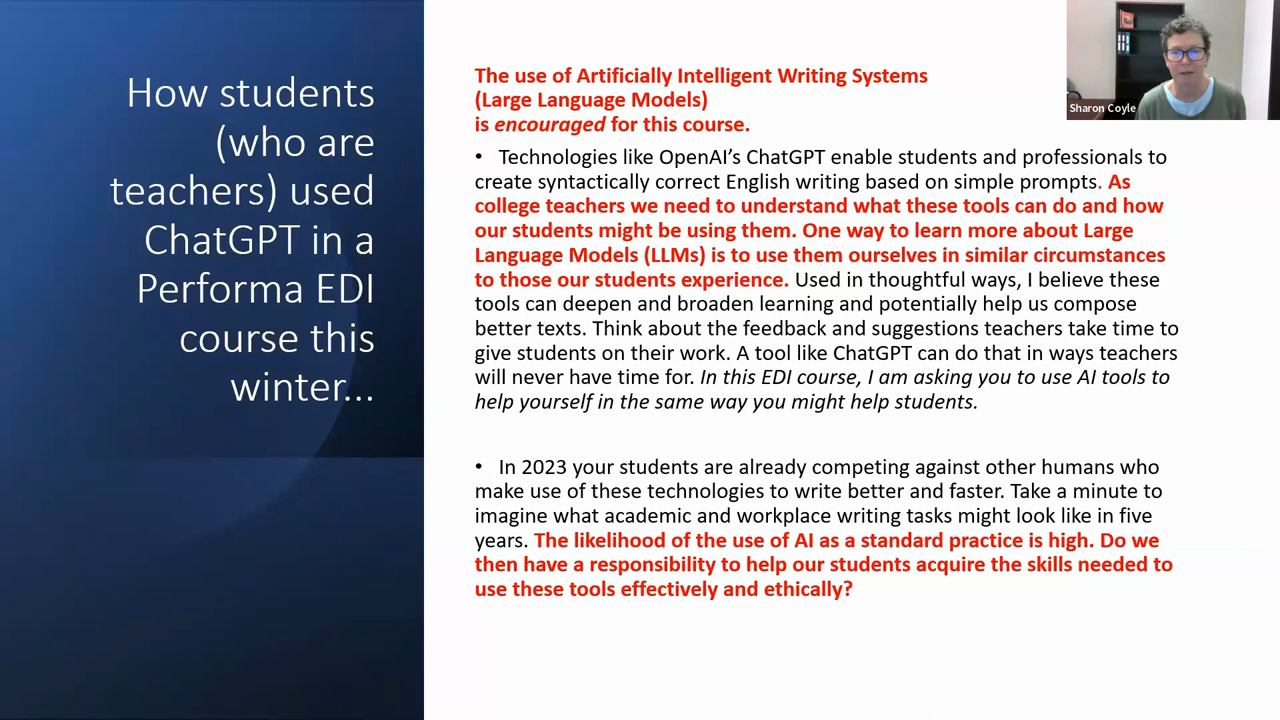 How students
(who are
teachers) used
ChatGPT in a
Performa EDI
course this
winter...
The use of Artificially Intelligent Writing Systems
(Large Language Models)
is encouraged for this course.
• Technologies like OpenAI’s ChatGPT enable students and professionals to
create syntactically correct English writing based on simple prompts. As
college teachers we need to understand what these tools can do and how
our students might be using them. One way to learn more about Large
Language Models (LLMs) is to use them ourselves in similar circumstances
to those our students experience. Used in thoughtful ways, I believe these
tools can deepen and broaden learning and potentially help us compose
better texts. Think about the feedback and suggestions teachers take time to
give students on their work. A tool like ChatGPT can do that in ways teachers
will never have time for. In this EDI course, I am asking you to use AI tools to
help yourself in the same way you might help students.
• In 2023 your students are already competing against other humans who
make use of these technologies to write better and faster. Take a minute to
imagine what academic and workplace writing tasks might look like in five
years. The likelihood of the use of AI as a standard practice is high. Do we
then have a responsibility to help our students acquire the skills needed to
use these tools effectively and ethically?
Sharon Coyle